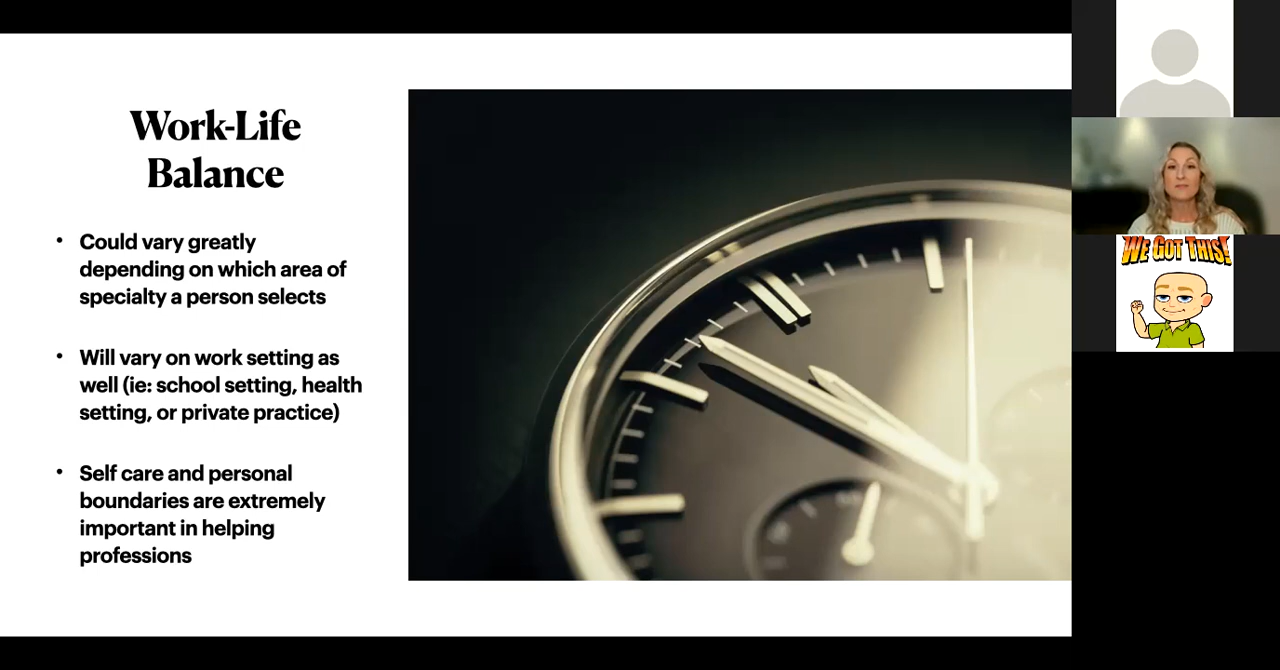 Work-Life
Balance
• Could vary greatly
depending on which area of
specialty a person selects
• Will vary on work setting as
well (ie: school setting, health
setting, or private practice)
• Self care and personal
boundaries are extremely
important in helping
professions
WE GOT THIS!